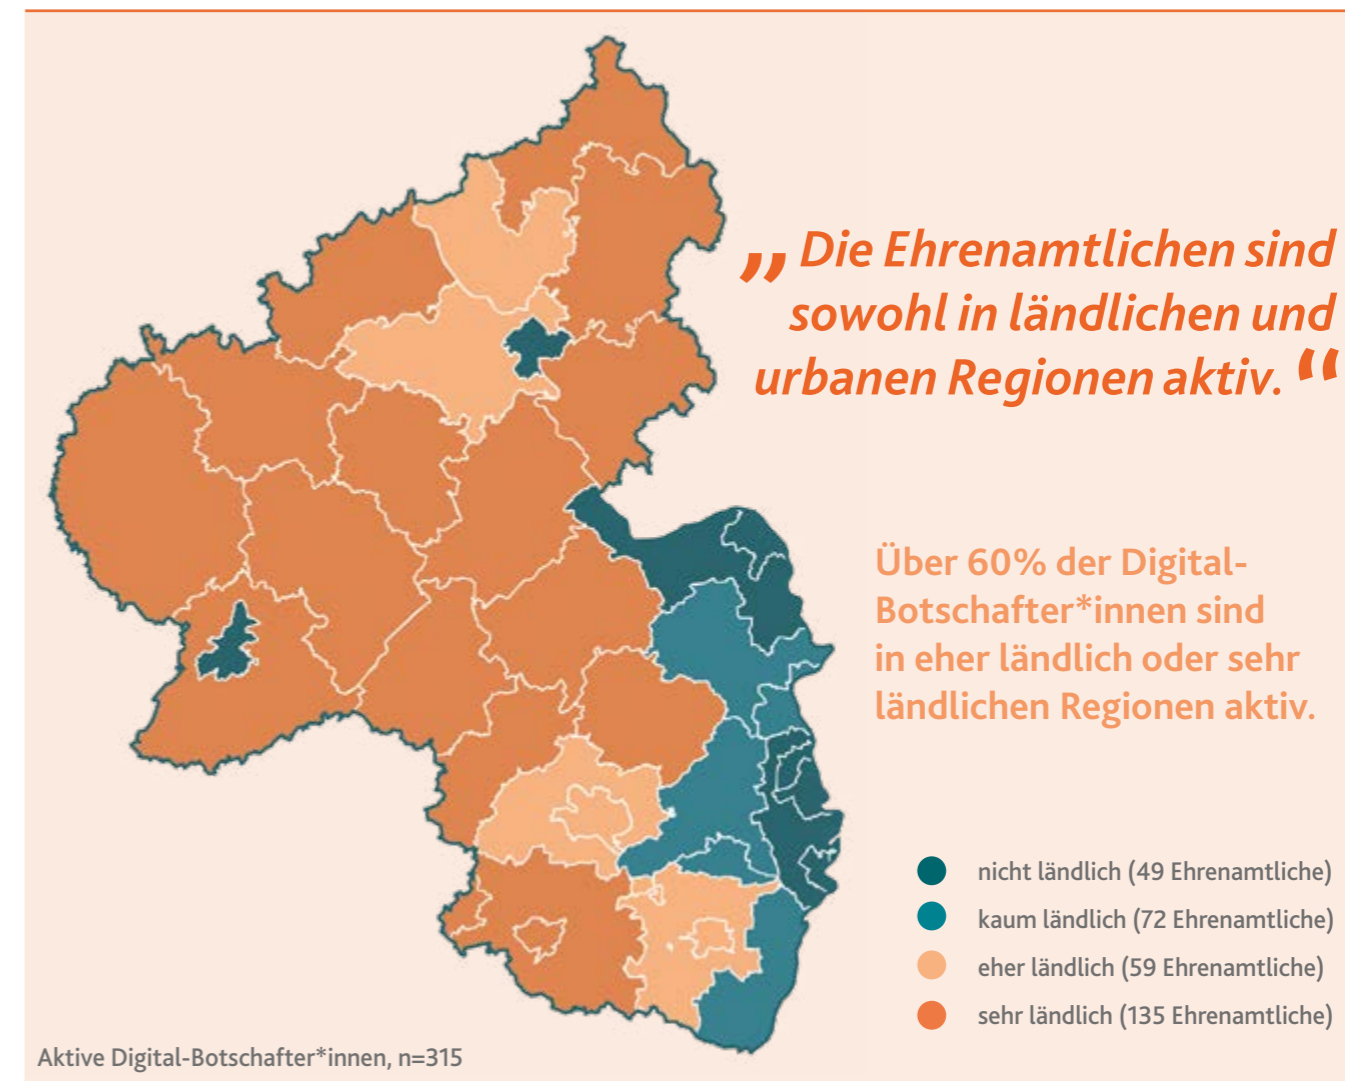 „Die Ehrenamtlichen sind
sowohl in ländlichen und
urbanen Regionen aktiv.“
Über 60% der Digital-
Botschafter*innen sind
in eher ländlich oder sehr
ländlichen Regionen aktiv.
nicht ländlich (49 Ehrenamtliche)
kaum ländlich (72 Ehrenamtliche)
eher ländlich (59 Ehrenamtliche)
sehr ländlich (135 Ehrenamtliche)
Aktive Digital-Botschafter*innen, n=315